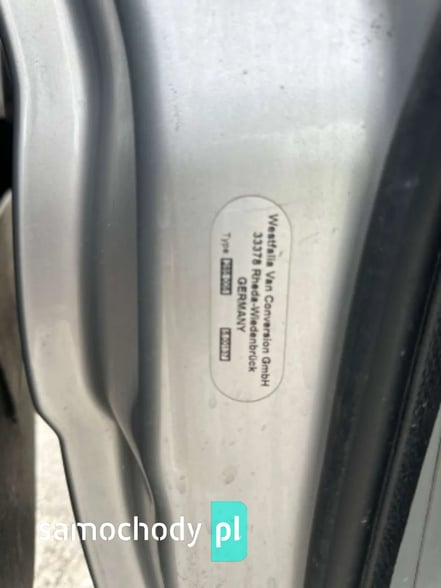 Westfalia Van Conversion GmbH
33378 Rheda-Wiedenbrück
GERMANY
Type
samochody pl